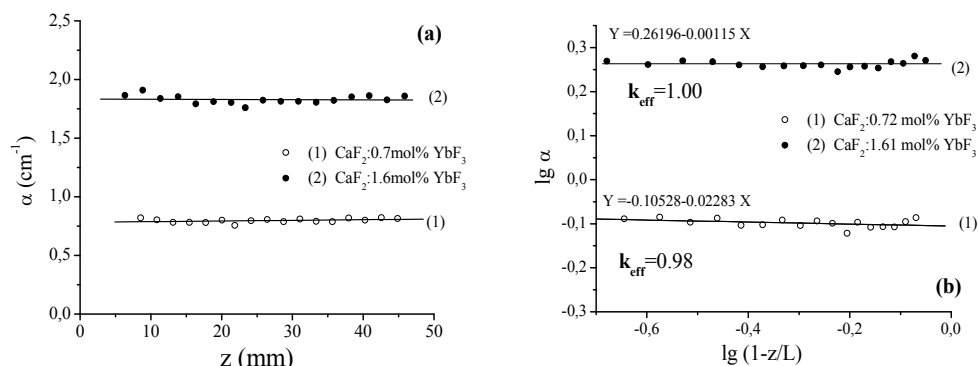 (a)
α (cm⁻¹)
2,5
2,0
1,5
1,0
0,5
0,0
(2)
(1) CaF₂:0.7mol% YbF₃
(2) CaF₂:1.6mol% YbF₃
(1)
0 10 20 30 40 50
z (mm)
Y =0.26196-0.00115 X
lg α
0,3
0,2
0,1
0,0
-0,1
-0,1
-0,3
(2)
k_eff=1.00
(1) CaF₂:0.72 mol% YbF₃
(2) CaF₂:1.61 mol% YbF₃
Y=-0.10528-0.02283 X
(1)
k_eff=0.98
(b)
-0,6 -0,4 -0,2 0,0
lg (1-z/L)